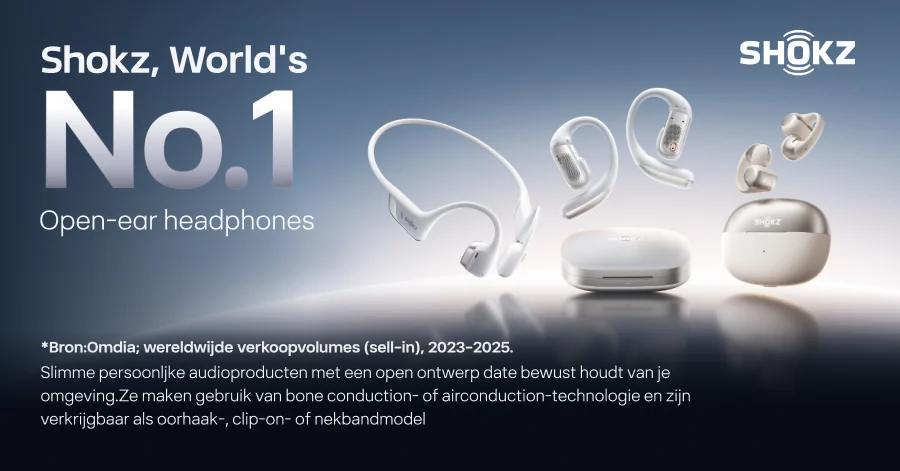 Shokz, World's
No.1
Open-ear headphones
SHOKZ
SHOKZ
*Bron:Omdia; wereldwijde verkoopvolumes (sell-in), 2023-2025.
Slimme persoonljke audioproducten met een open ontwerp date bewust houdt van je
omgeving.Ze maken gebruik van bone conduction- of airconduction-technologie en zijn
verkrijgbaar als oorhaak-, clip-on- of nekbandmodel